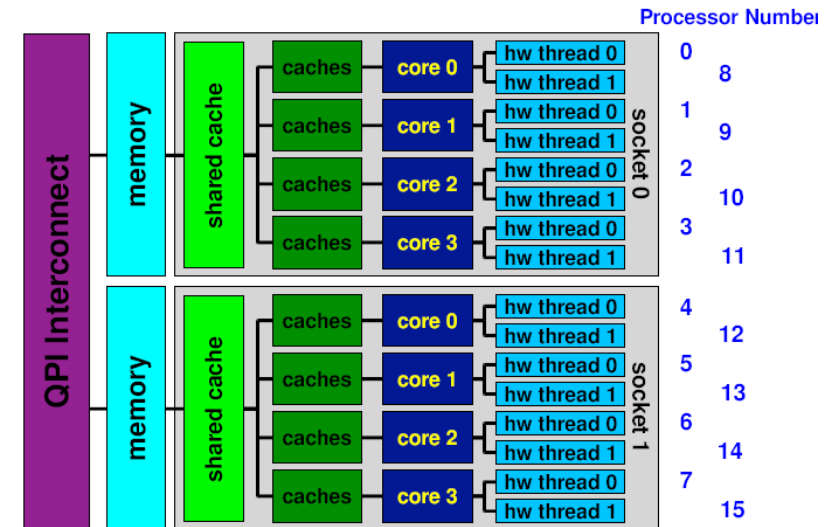 Processor Number
QPI Interconnect
memory
shared cache
caches
core 0
hw thread 0
0
hw thread 1
8
caches
core 1
hw thread 0
1
hw thread 1
9
caches
core 2
hw thread 0
2
hw thread 1
10
caches
core 3
hw thread 0
3
hw thread 1
11
socket 0
memory
shared cache
caches
core 0
hw thread 0
4
hw thread 1
12
caches
core 1
hw thread 0
5
hw thread 1
13
caches
core 2
hw thread 0
6
hw thread 1
14
caches
core 3
hw thread 0
7
hw thread 1
15
socket 1